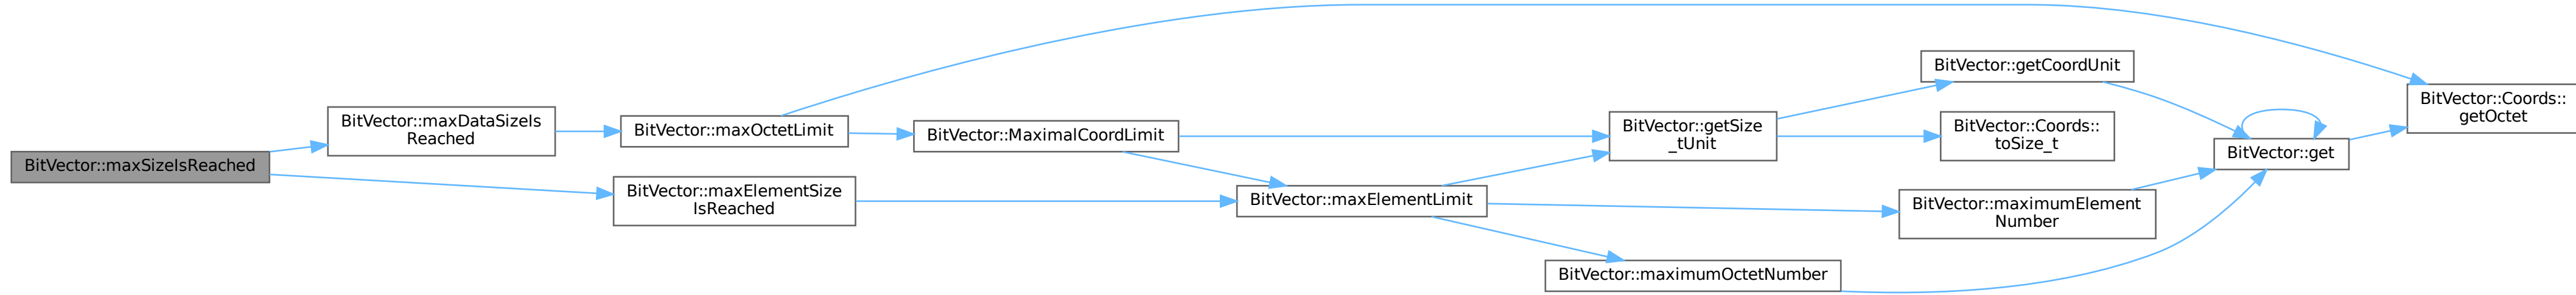 BitVector::maxSizeIsReached
BitVector::maxDataSizeIs
Reached
BitVector::maxElementSize
IsReached
BitVector::maxOctetLimit
BitVector::MaximalCoordLimit
BitVector::maxElementLimit
BitVector::getSize
_tUnit
BitVector::maximumOctetNumber
BitVector::getCoordUnit
BitVector::Coords::
toSize_t
BitVector::maximumElement
Number
BitVector::get
BitVector::Coords::
getOctet